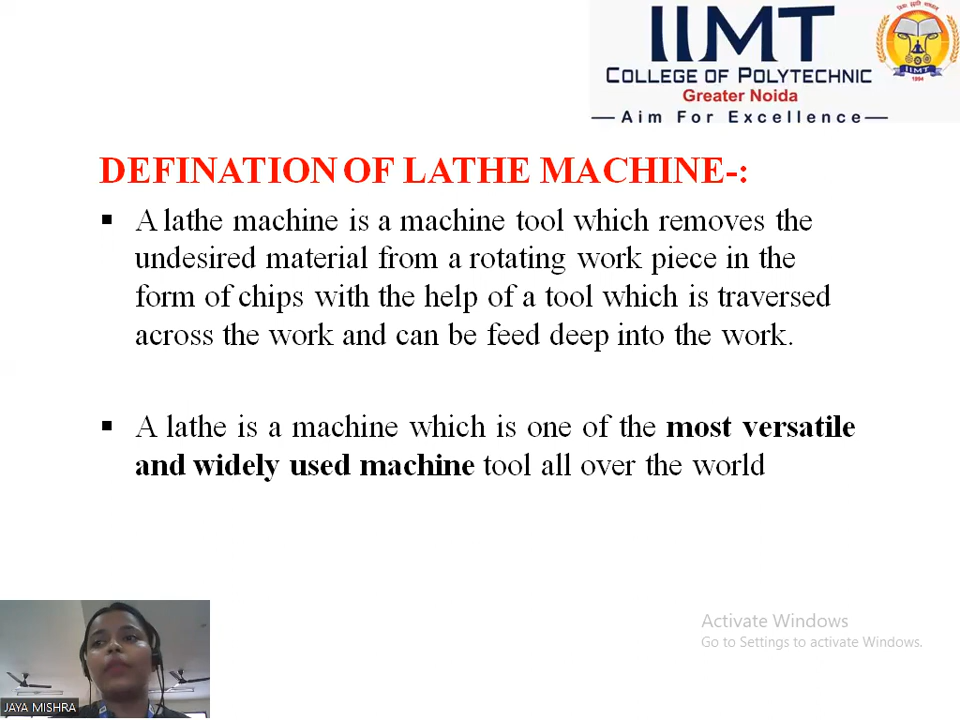 IIMT
COLLEGE OF POLYTECHNIC
Greater Noida
Aim For Excellence
IIMT
1994
DEFINATION OF LATHE MACHINE-:
▪ A lathe machine is a machine tool which removes the
undesired material from a rotating work piece in the
form of chips with the help of a tool which is traversed
across the work and can be feed deep into the work.
▪ A lathe is a machine which is one of the most versatile
and widely used machine tool all over the world
Activate Windows
Go to Settings to activate Windows.
JAYA MISHRA